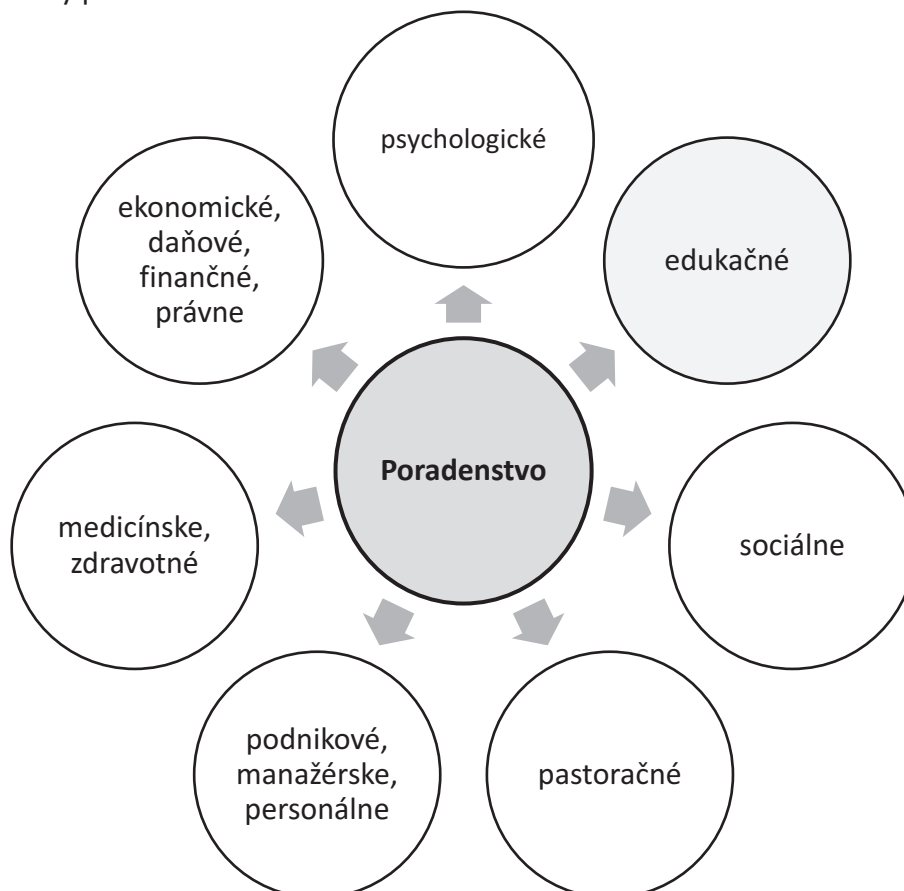 psychologické
ekonomické,
daňové,
finančné,
právne
edukačné
Poradenstvo
medicínske,
zdravotné
sociálne
podnikové,
manažérske,
personálne
pastoračné